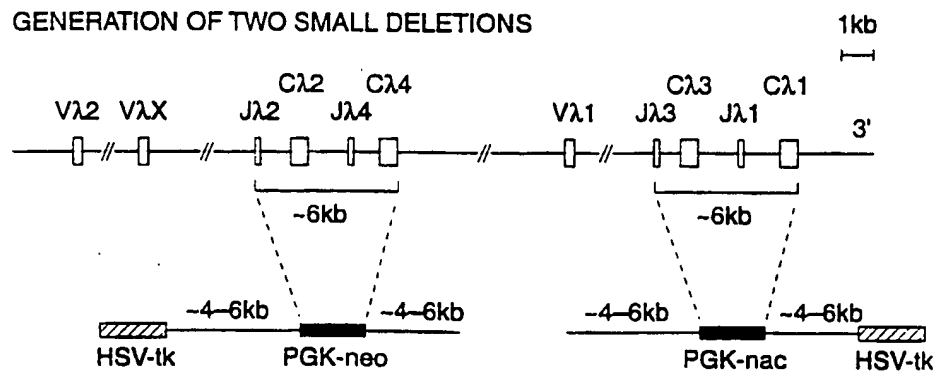 GENERATION OF TWO SMALL DELETIONS
1kb
Cλ2 Cλ4 Cλ3 Cλ1
Vλ2 VλX Jλ2 Jλ4 Vλ1 Jλ3 Jλ1
3'
~6kb ~6kb
~4–6kb ~4–6kb ~4–6kb ~4–6kb
HSV-tk PGK-neo PGK-nac HSV-tk